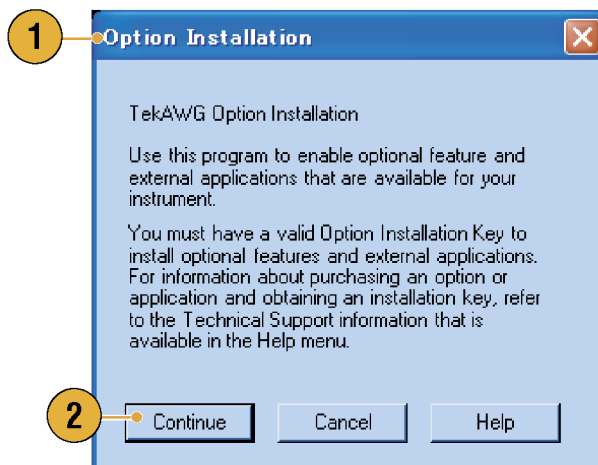 1
Option Installation
TekAWG Option Installation
Use this program to enable optional feature and
external applications that are available for your
instrument.
You must have a valid Option Installation Key to
install optional features and external applications.
For information about purchasing an option or
application and obtaining an installation key, refer
to the Technical Support information that is
available in the Help menu.
2
Continue
Cancel
Help